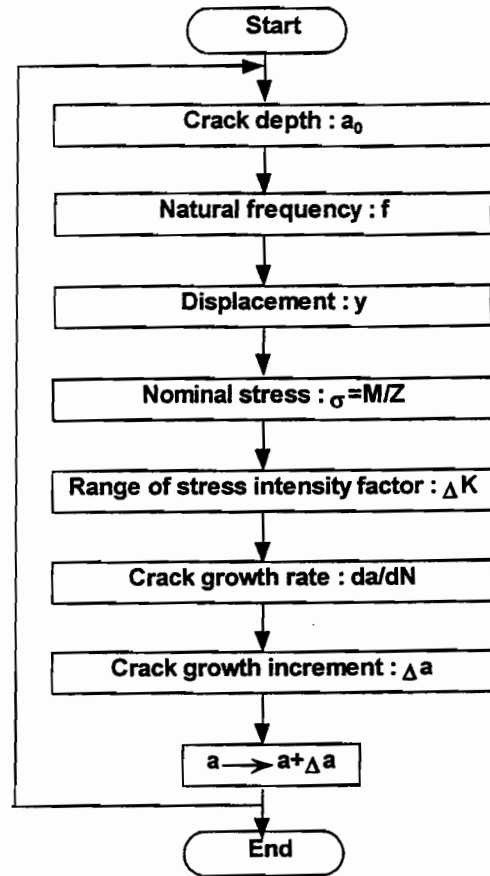 Start
Crack depth : a₀
Natural frequency : f
Displacement : y
Nominal stress : σ=M/Z
Range of stress intensity factor : ΔK
Crack growth rate : da/dN
Crack growth increment : Δa
a → a+Δa
End